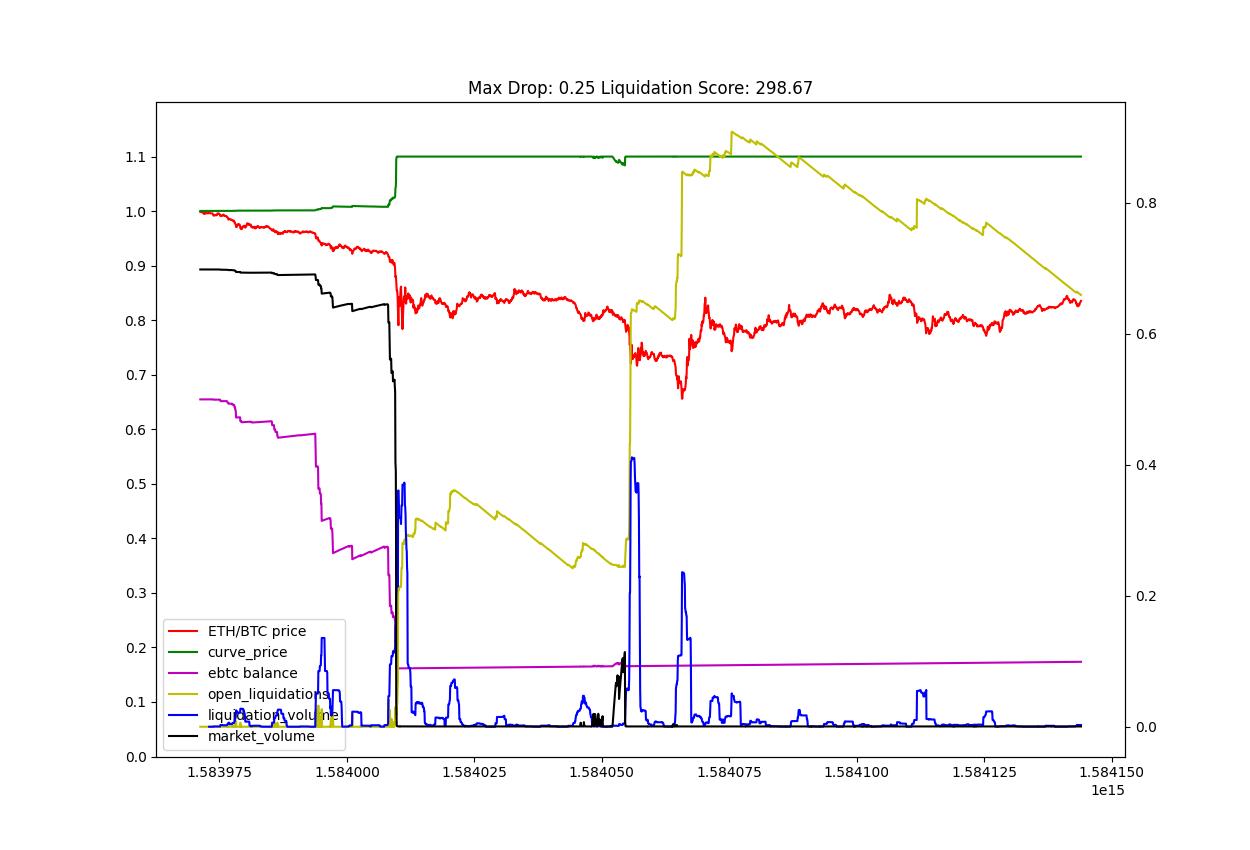 Max Drop: 0.25 Liquidation Score: 298.67
1.1
1.0
0.9
0.8
0.7
0.6
0.5
0.4
0.3
0.2
0.1
0.0
0.8
0.6
0.4
0.2
0.0
ETH/BTC price
curve_price
ebtc balance
open_liquidations
liquidation_volume
market_volume
1.583975 1.584000 1.584025 1.584050 1.584075 1.584100 1.584125 1.584150
1e15